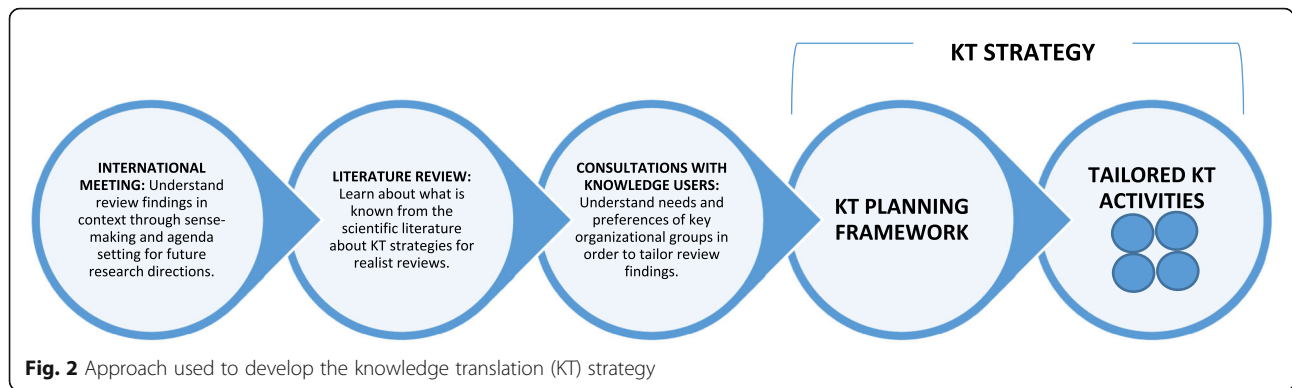 KT STRATEGY
INTERNATIONAL
MEETING: Understand
review findings in
context through sense-
making and agenda
setting for future
research directions.
LITERATURE REVIEW:
Learn about what is
known from the
scientific literature
about KT strategies for
realist reviews.
CONSULTATIONS WITH
KNOWLEDGE USERS:
Understand needs and
preferences of key
organizational groups in
order to tailor review
findings.
KT PLANNING
FRAMEWORK
TAILORED KT
ACTIVITIES
Fig. 2 Approach used to develop the knowledge translation (KT) strategy